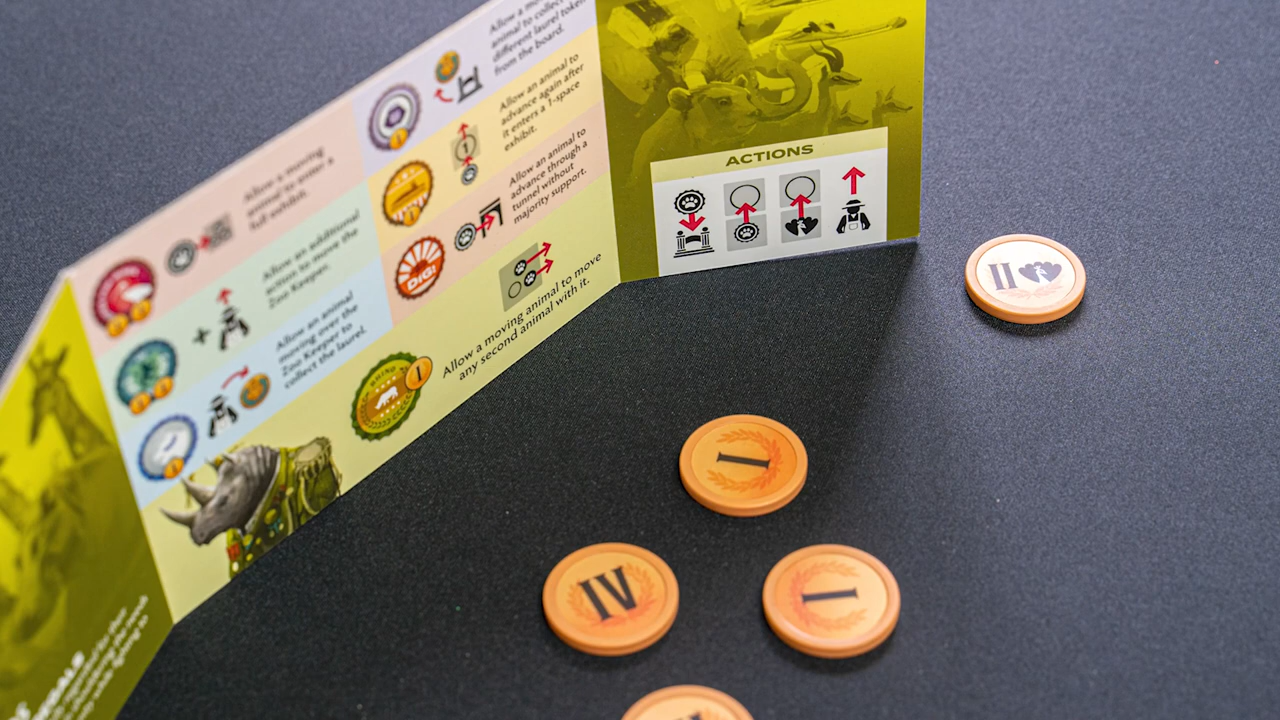 animal to collect
different laurel token
from the board.
Allow an animal to
advance again after
it enters a 1-space
exhibit.
1
Allow an animal to
advance through a
tunnel without
majority support.
DIG!
Allow a moving
animal to enter a
full exhibit.
Allow an additional
action to move the
Zoo Keeper.
+
Allow an animal
moving over the
Zoo Keeper to
collect the laurel.
RHINO
I
Allow a moving animal to move
any second animal with it.
ACTIONS
II
I
IV
I